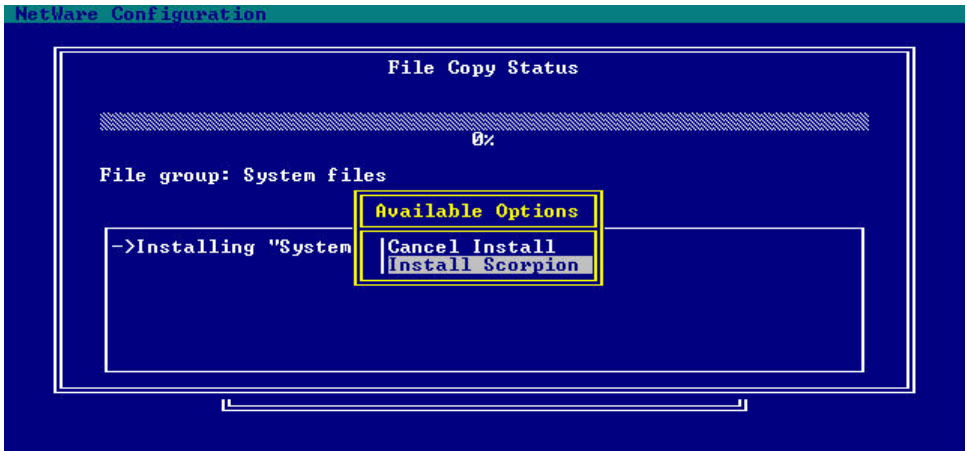 NetWare Configuration
File Copy Status
0%
File group: System files
Available Options
->Installing "System
Cancel Install
Install Scorpion